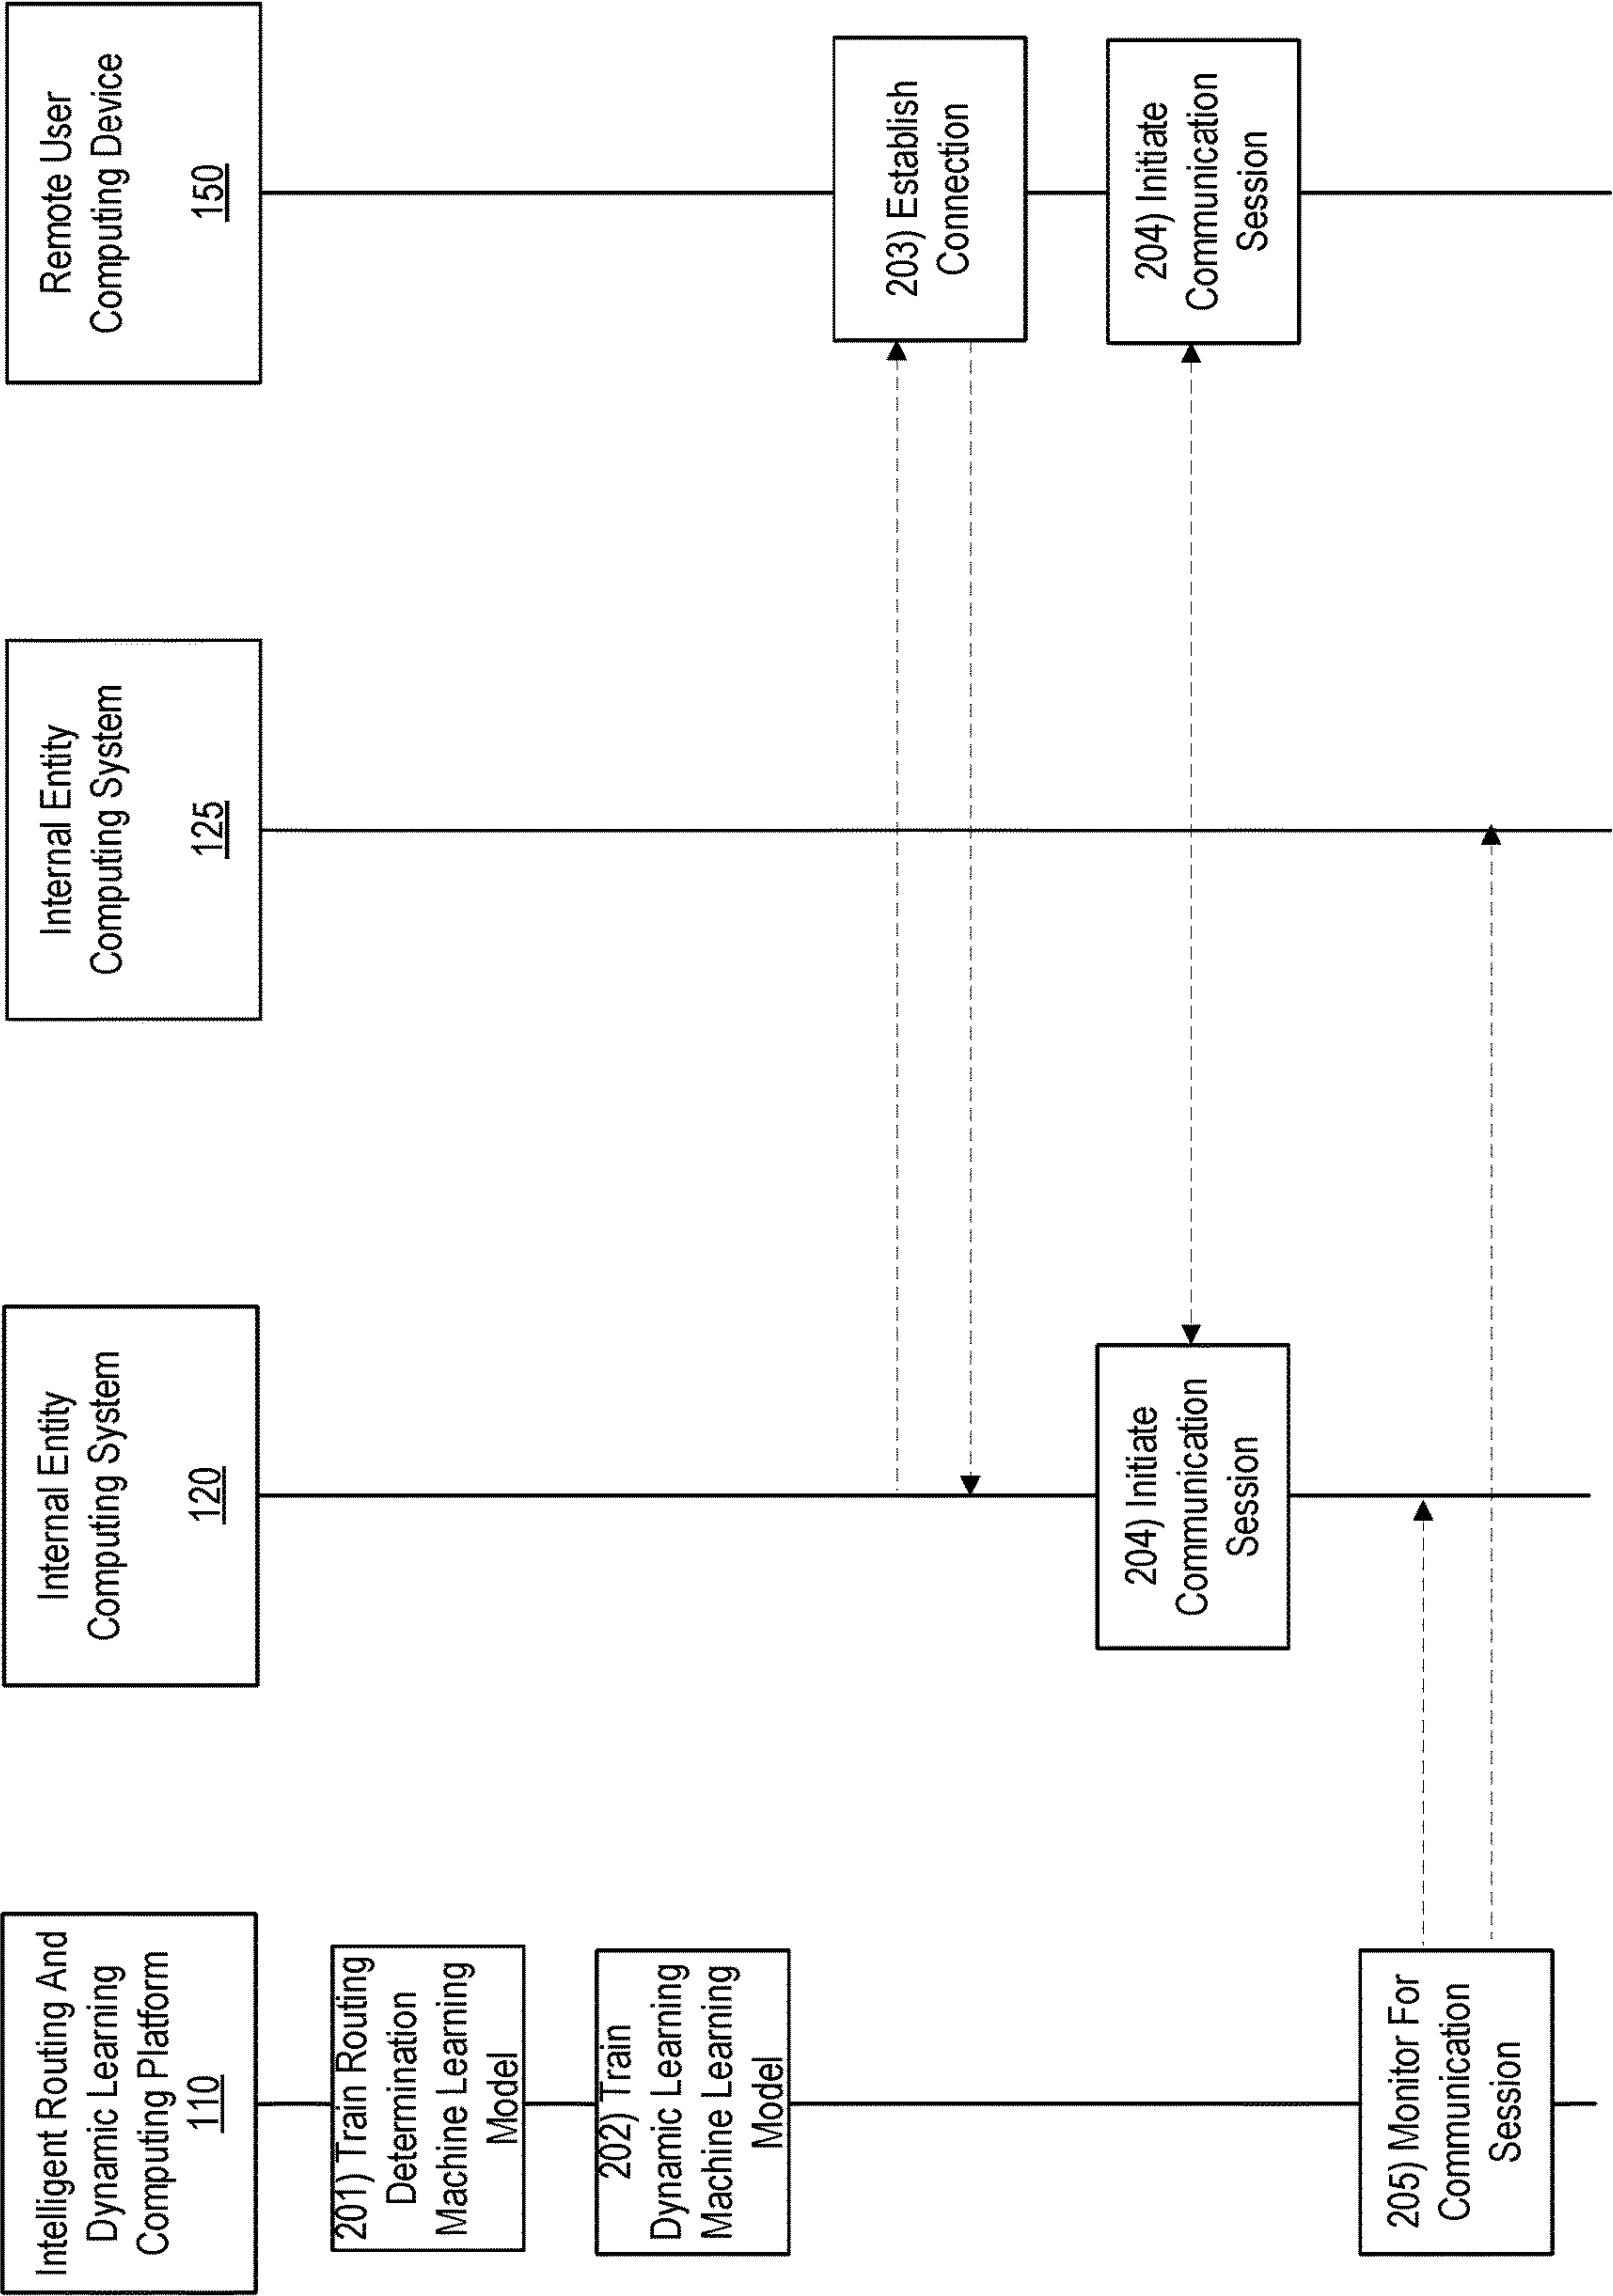 Intelligent Routing And
Dynamic Learning
Computing Platform
110
Internal Entity
Computing System
120
Internal Entity
Computing System
125
Remote User
Computing Device
150
201) Train Routing
Determination
Machine Learning
Model
202) Train
Dynamic Learning
Machine Learning
Model
203) Establish
Connection
204) Initiate
Communication
Session
204) Initiate
Communication
Session
205) Monitor For
Communication
Session